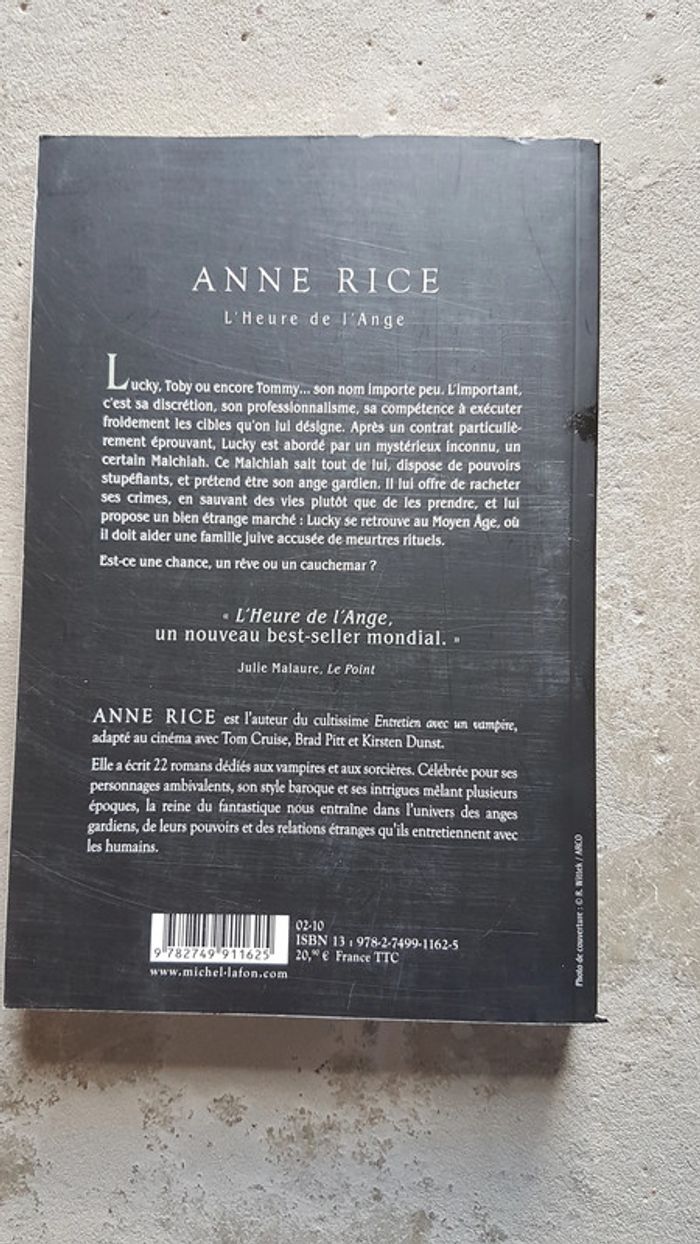 ANNE RICE
L'Heure de l'Ange
Lucky, Toby ou encore Tommy... son nom importe peu. L'important,
c'est sa discrétion, son professionnalisme, sa compétence à exécuter
froidement les cibles qu'on lui désigne. Après un contrat particuliè-
rement éprouvant, Lucky est abordé par un mystérieux inconnu, un
certain Malchiah. Ce Malchiah sait tout de lui, dispose de pouvoirs
stupéfiants, et prétend être son ange gardien. Il lui offre de racheter
ses crimes, en sauvant des vies plutôt que de les prendre, et lui
propose un bien étrange marché : Lucky se retrouve au Moyen Âge, où
il doit aider une famille juive accusée de meurtres rituels.
Est-ce une chance, un rêve ou un cauchemar ?
« L'Heure de l'Ange,
un nouveau best-seller mondial. »
Julie Malaure, Le Point
ANNE RICE est l'auteur du cultissime Entretien avec un vampire,
adapté au cinéma avec Tom Cruise, Brad Pitt et Kirsten Dunst.
Elle a écrit 22 romans dédiés aux vampires et aux sorcières. Célébrée pour ses
personnages ambivalents, son style baroque et ses intrigues mêlant plusieurs
époques, la reine du fantastique nous entraîne dans l'univers des anges
gardiens, de leurs pouvoirs et des relations étranges qu'ils entretiennent avec
les humains.
02-10
ISBN 13 : 978-2-7499-1162-5
20,90 € France TTC
9 782749 911625
www.michel-lafon.com
Photo de couverture : © R. Wittek / ARCO